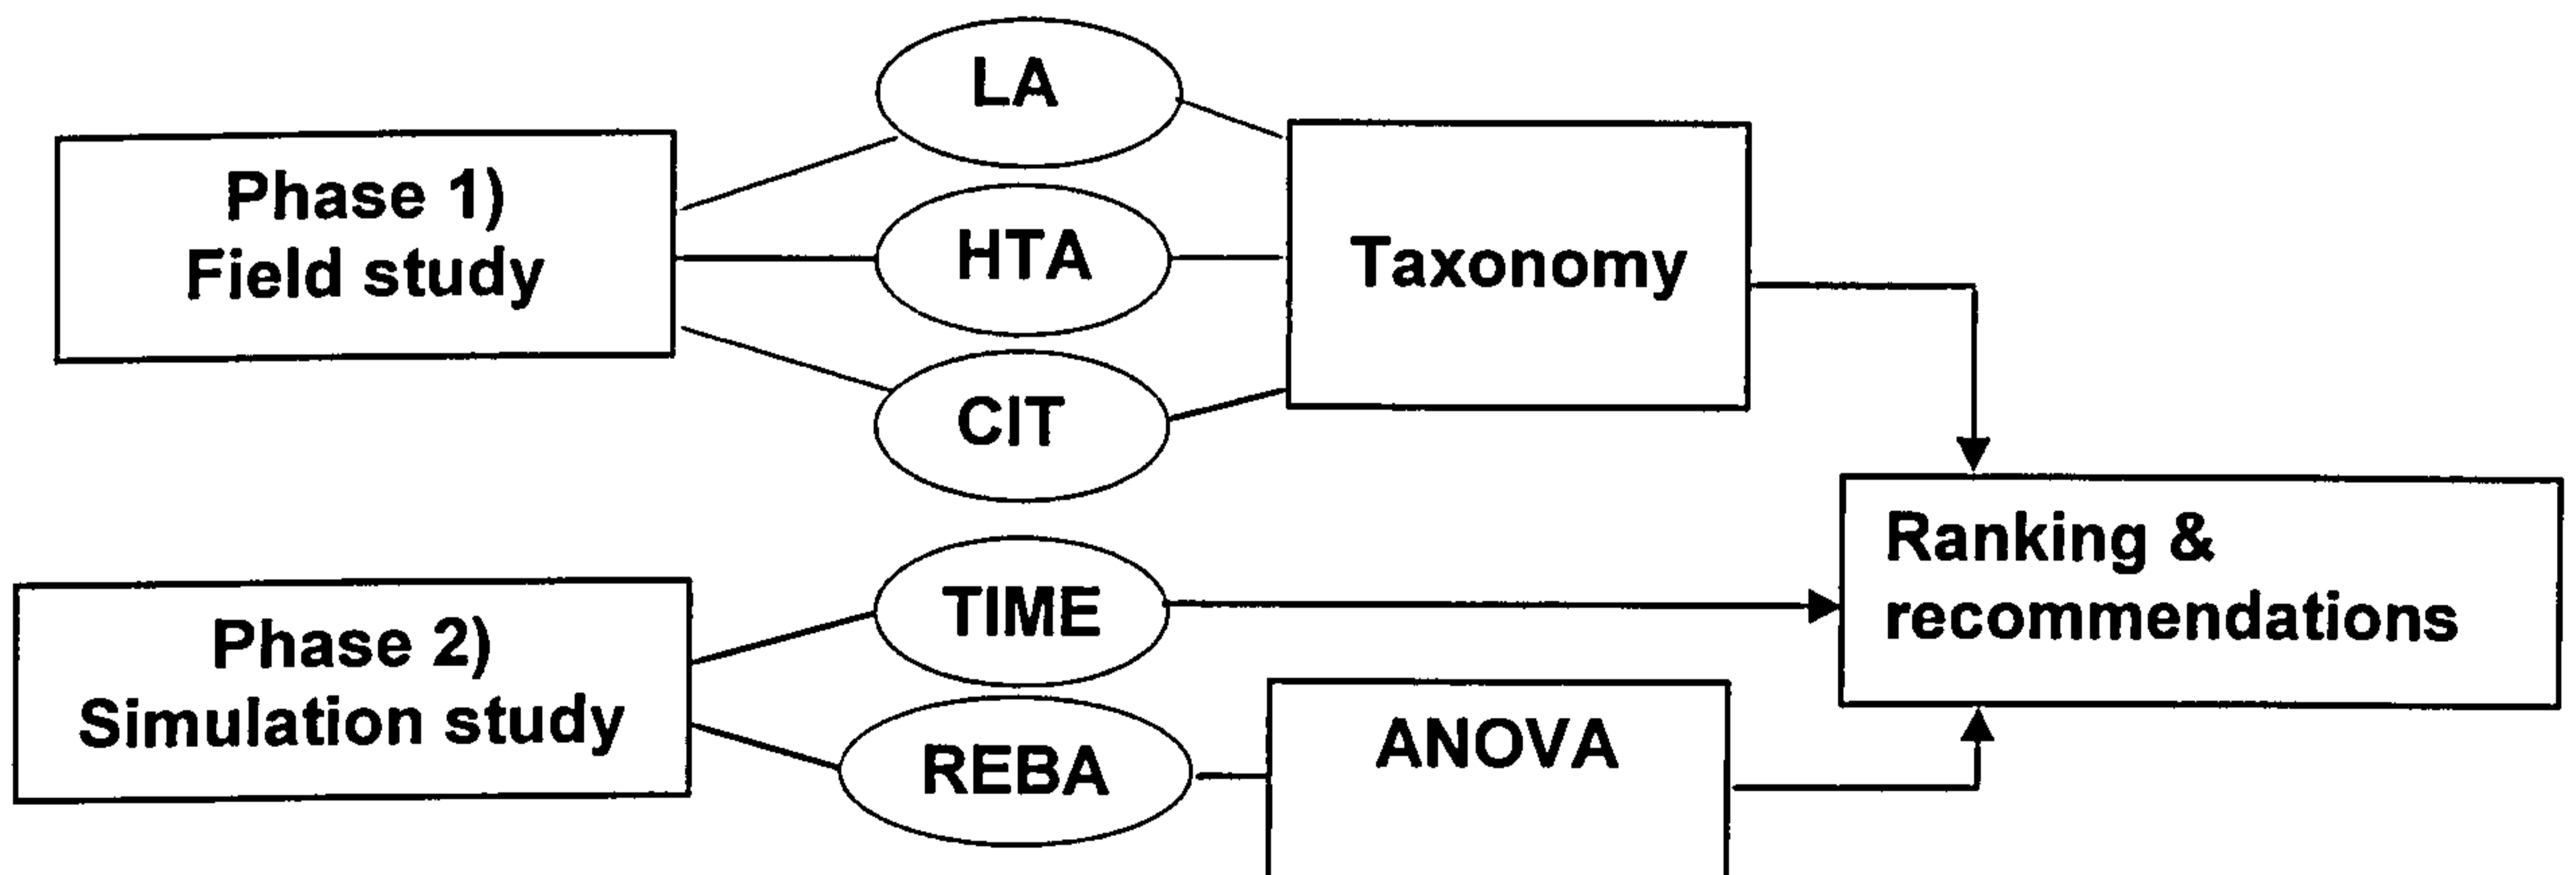 LA
Phase 1)
Field study
HTA
Taxonomy
CIT
Ranking &
recommendations
TIME
Phase 2)
Simulation study
REBA
ANOVA